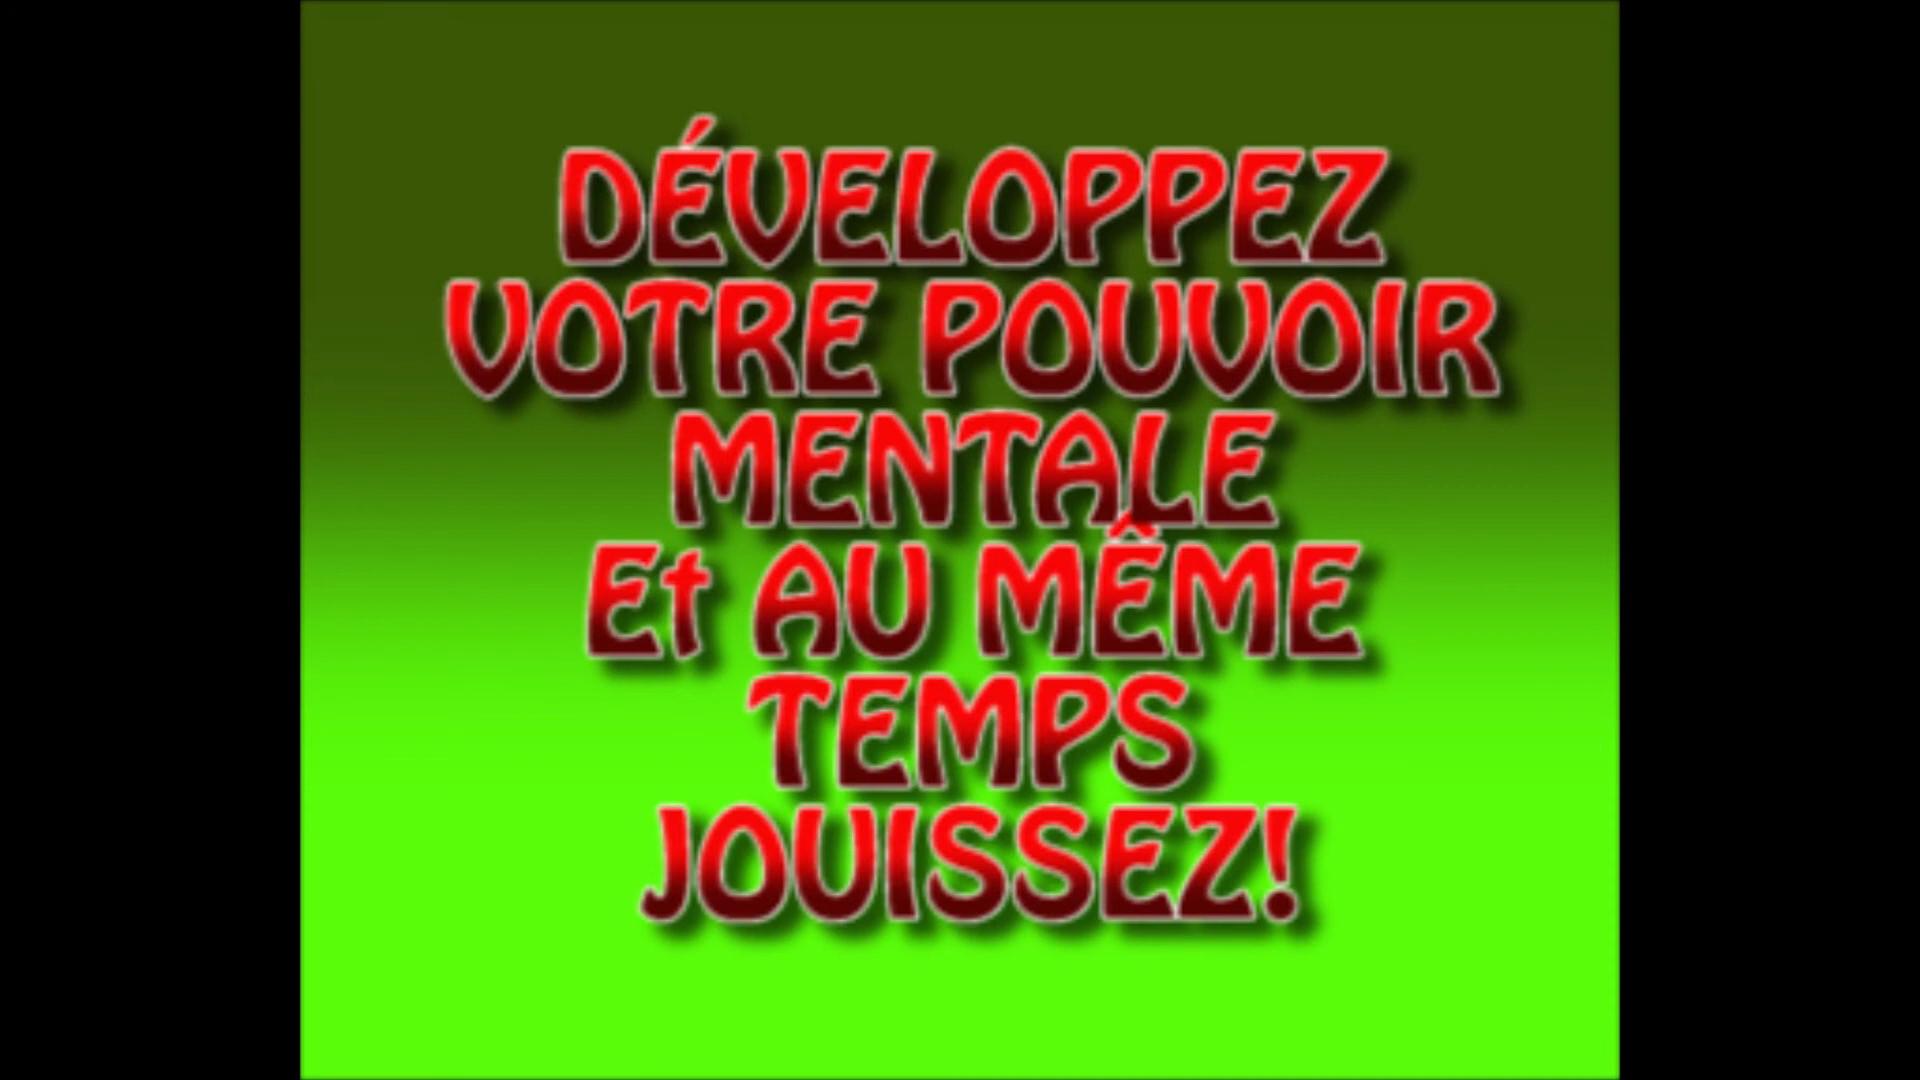 DÉVELOPPEZ
VOTRE POUVOIR
MENTALE
Et AU MÊME
TEMPS
JOUISSEZ!